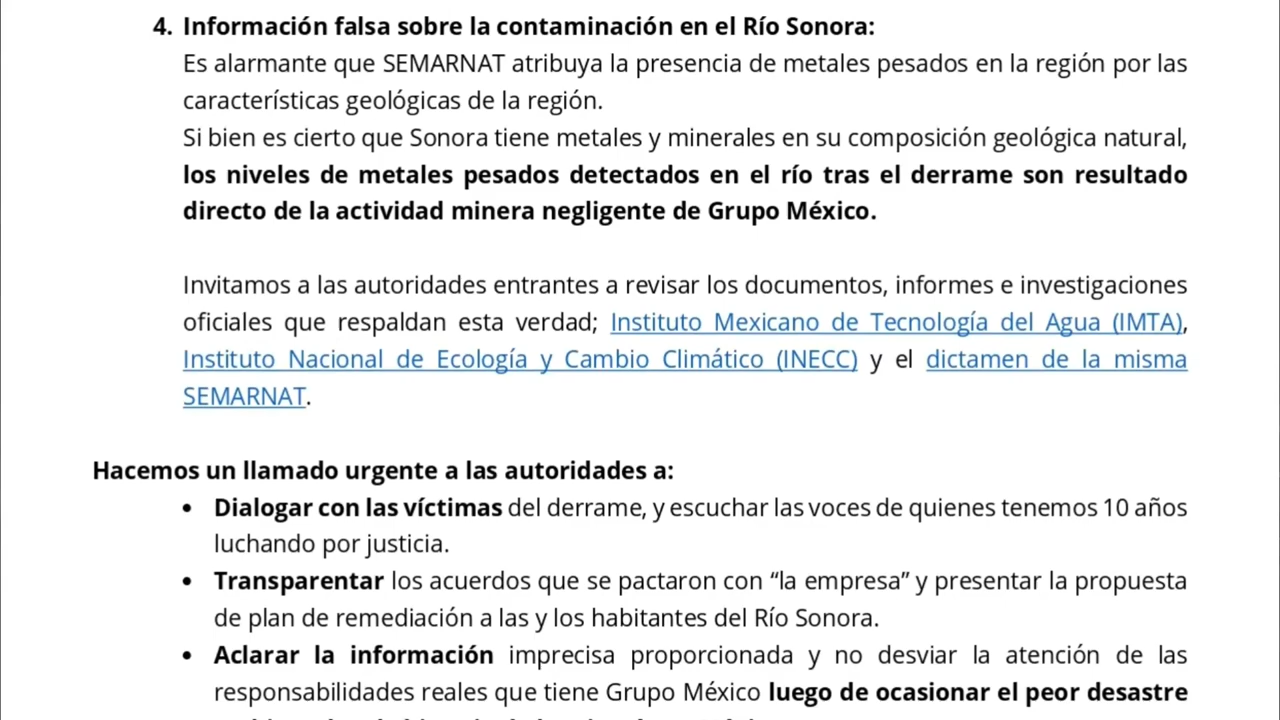 4. Información falsa sobre la contaminación en el Río Sonora:
Es alarmante que SEMARNAT atribuya la presencia de metales pesados en la región por las
características geológicas de la región.
Si bien es cierto que Sonora tiene metales y minerales en su composición geológica natural,
los niveles de metales pesados detectados en el río tras el derrame son resultado
directo de la actividad minera negligente de Grupo México.
Invitamos a las autoridades entrantes a revisar los documentos, informes e investigaciones
oficiales que respaldan esta verdad; Instituto Mexicano de Tecnología del Agua (IMTA),
Instituto Nacional de Ecología y Cambio Climático (INECC) y el dictamen de la misma
SEMARNAT.
Hacemos un llamado urgente a las autoridades a:
• Dialogar con las víctimas del derrame, y escuchar las voces de quienes tenemos 10 años
luchando por justicia.
• Transparentar los acuerdos que se pactaron con “la empresa” y presentar la propuesta
de plan de remediación a las y los habitantes del Río Sonora.
• Aclarar la información imprecisa proporcionada y no desviar la atención de las
responsabilidades reales que tiene Grupo México luego de ocasionar el peor desastre